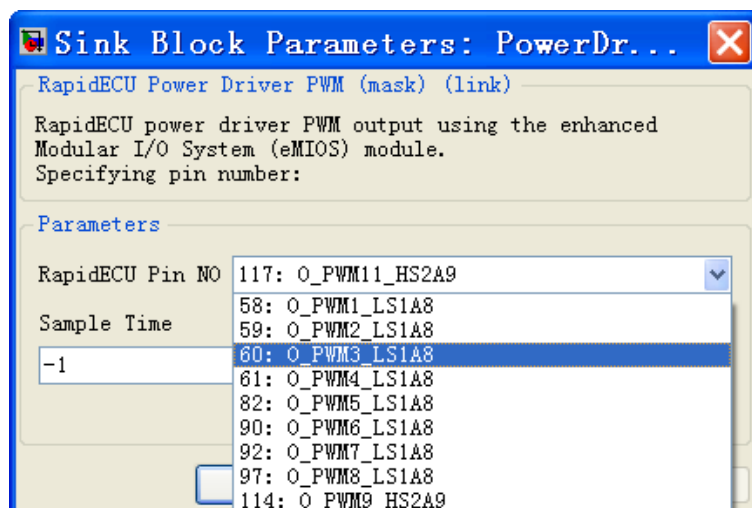 Sink Block Parameters: PowerDr...
RapidECU Power Driver PWM (mask) (link)
RapidECU power driver PWM output using the enhanced
Modular I/O System (eMIOS) module.
Specifying pin number:
Parameters
RapidECU Pin NO 117: O_PWM11_HS2A9
58: O_PWM1_LS1A8
Sample Time 59: O_PWM2_LS1A8
60: O_PWM3_LS1A8
-1 61: O_PWM4_LS1A8
82: O_PWM5_LS1A8
90: O_PWM6_LS1A8
92: O_PWM7_LS1A8
97: O_PWM8_LS1A8
114: O_PWM9_HS2A9